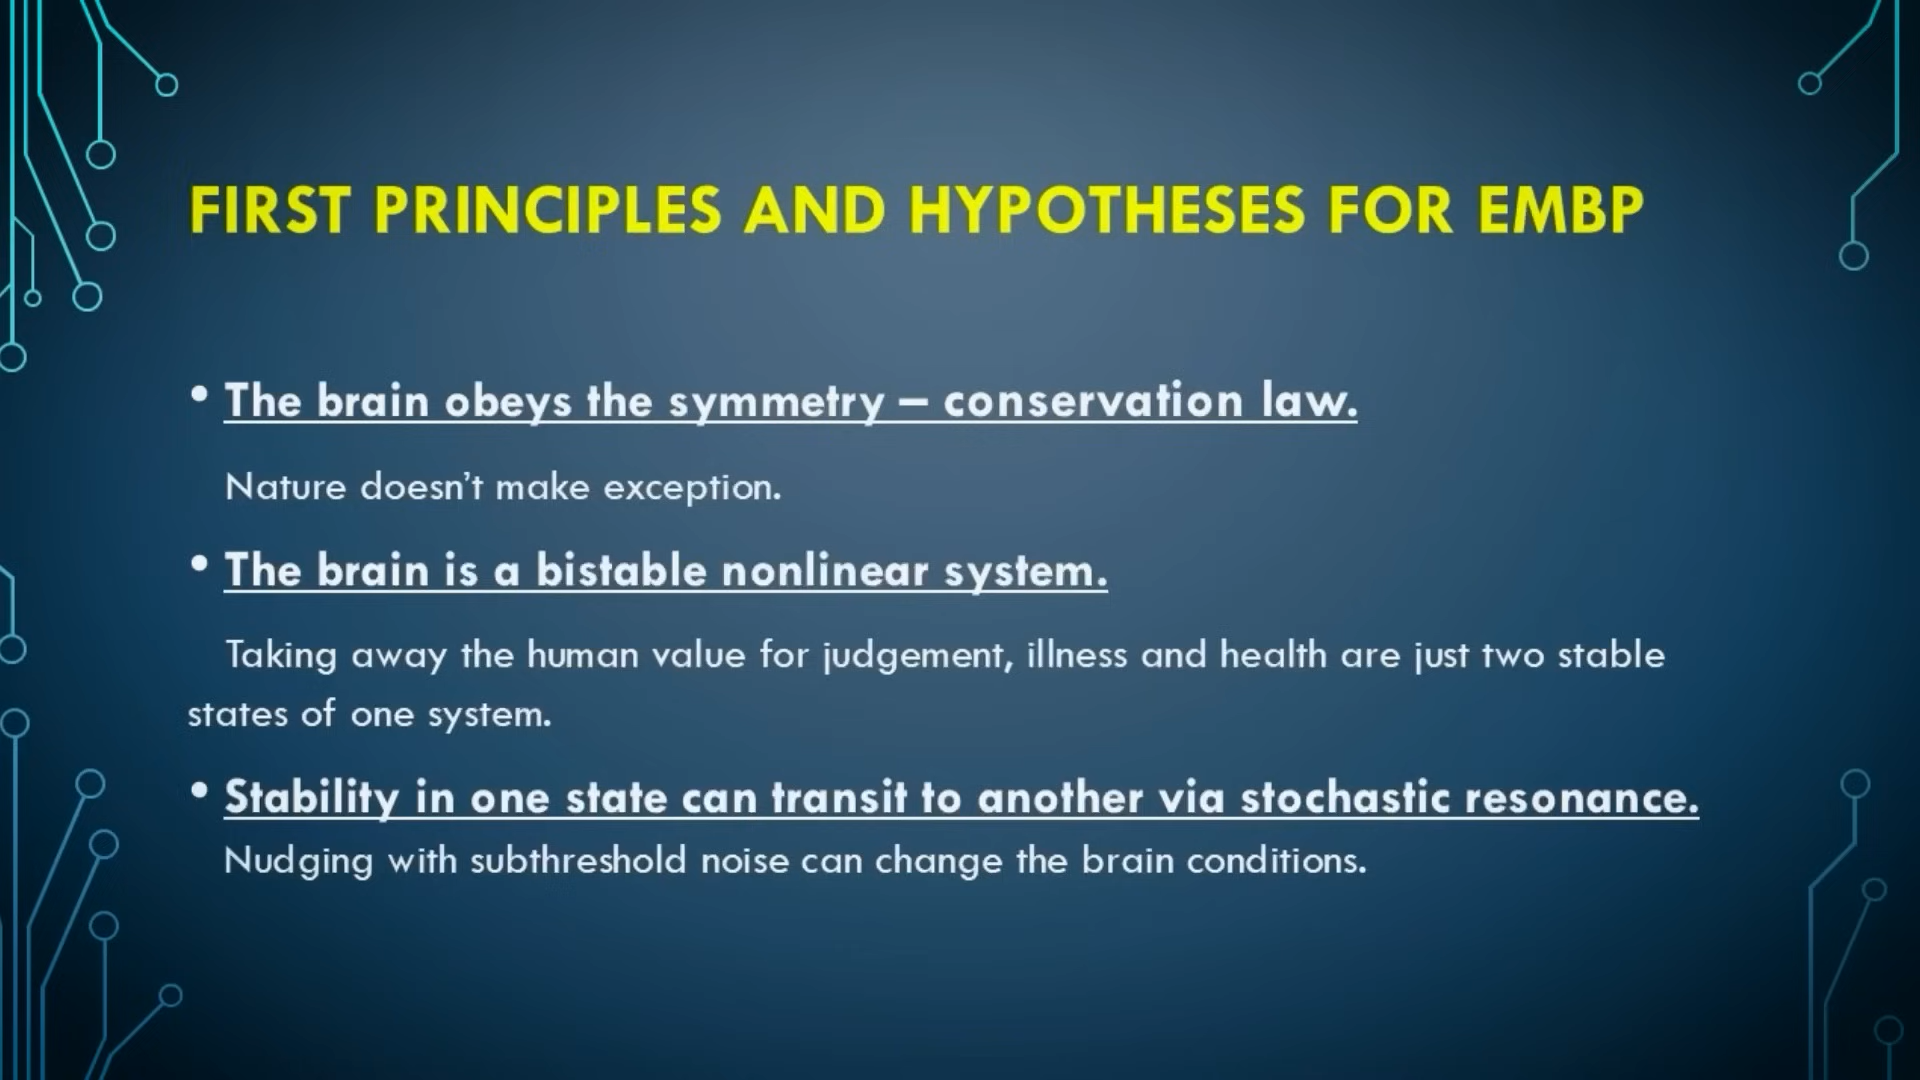 FIRST PRINCIPLES AND HYPOTHESES FOR EMBP
• The brain obeys the symmetry – conservation law.
Nature doesn't make exception.
• The brain is a bistable nonlinear system.
Taking away the human value for judgement, illness and health are just two stable
states of one system.
• Stability in one state can transit to another via stochastic resonance.
Nudging with subthreshold noise can change the brain conditions.